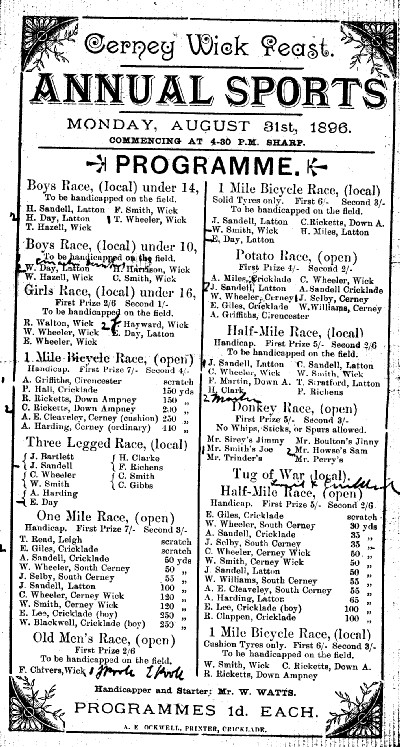 Cerney Wick Feast.
ANNUAL SPORTS
MONDAY, AUGUST 31st, 1896.
COMMENCING AT 4-30 P.M. SHARP.
PROGRAMME.
Boys Race, (local) under 14,
To be handicapped on the field.
H. Sandell, Latton F. Smith, Wick
2 H. Day, Latton 1 T. Wheeler, Wick
T. Hazell, Wick
Boys Race, (local) under 10,
To be handicapped on the field.
W. Day, Latton H. Harrison, Wick
W. Hazell, Wick C. Smith, Wick
Girls Race, (local) under 16,
First Prize 2/6 Second 1/-
To be handicapped on the field.
R. Walton, Wick Hayward, Wick
W. Wheeler, Wick E. Day, Latton
E. Wheeler, Wick
1 Mile Bicycle Race, (open)
Handicap. First Prize 7/- Second 4/-
A. Griffiths, Cirencester scratch
F. Hall, Cricklade 150 yds
R. Ricketts, Down Ampney 150 „
C. Ricketts, Down Ampney 200 „
A. E. Cleaveley, Cerney (cushion) 250 „
A. Harding, Cerney (ordinary) 440 „
Three Legged Race, (local)
J. Bartlett
J. Sandell
C. Wheeler
W. Smith
A. Harding
E. Day
H. Clarke
F. Richens
C. Smith
C. Gibbs
One Mile Race, (open)
Handicap. First Prize 7/- Second 3/-
T. Read, Leigh scratch
E. Giles, Cricklade scratch
A. Sandell, Cricklade 50 yds
W. Wheeler, South Cerney 50 „
J. Selby, South Cerney 55 „
J. Sandell, Latton 100 „
C. Wheeler, Cerney Wick 120 „
W. Smith, Cerney Wick 120 „
E. Lee, Cricklade (boy) 250 „
W. Blackwell, Cricklade (boy) 250 „
Old Men's Race, (open)
First Prize 2/6
To be handicapped on the field.
F. Chivers, Wick
1 Mile Bicycle Race, (local)
Solid Tyres only. First 6/- Second 3/-
To be handicapped on the field.
J. Sandell, Latton C. Ricketts, Down A.
W. Smith, Wick H. Miles, Latton
E. Day, Latton
Potato Race, (open)
First Prize 4/- Second 2/-
A. Miles, Cricklade C. Wheeler, Wick
J. Sandell, Latton A. Sandell Cricklade
W. Wheeler, Cerney J. Selby, Cerney
E. Giles, Cricklade W. Williams, Cerney
A. Griffiths, Cirencester
Half-Mile Race, (local)
Handicap. First Prize 5/- Second 2/6
To be handicapped on the field.
1 J. Sandell, Latton C. Sandell, Latton
C. Wheeler, Wick W. Smith, Wick
F. Martin, Down A. T. Stratford, Latton
H. Clark F. Richens
Donkey Race, (open)
First Prize 5/- Second 3/-
No Whips, Sticks, or Spurs allowed.
Mr. Sirey's Jimmy Mr. Boulton's Jinny
1 Mr. Smith's Joe 2 Mr. Howse's Sam
Mr. Trinder's Mr. Perry's
Tug of War (local).
Half-Mile Race, (open)
Handicap. First Prize 5/- Second 2/6
E. Giles, Cricklade scratch
W. Wheeler, South Cerney 30 yds
A. Sandell, Cricklade 35 „
J. Selby, South Cerney 35 „
C. Wheeler, Cerney Wick 50 „
W. Smith, Cerney Wick 50 „
J. Sandell, Latton 50 „
W. Williams, South Cerney 55 „
A. E. Cleaveley, South Cerney 55 „
A. Harding, Latton 65 „
E. Lee, Cricklade (boy) 100 „
R. Clappen, Cricklade 100 „
1 Mile Bicycle Race, (local)
Cushion Tyres only. First 6/- Second 3/-
To be handicapped on the field.
W. Smith, Wick C. Ricketts, Down A.
R. Ricketts, Down Ampney
Handicapper and Starter; Mr. W. WATTS.
PROGRAMMES 1d. EACH.
A. E. OCKWELL, PRINTER, CRICKLADE.